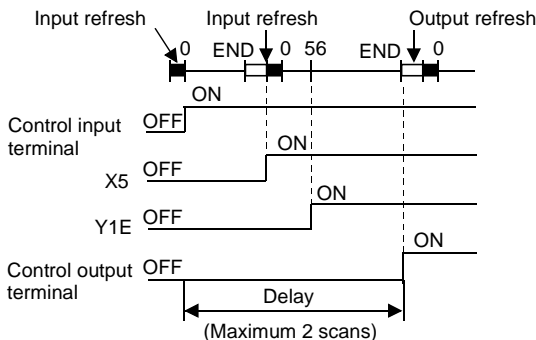 Input refresh Input refresh Output refresh
0 END 0 56 END 0
ON
Control input terminal OFF
ON
X5 OFF
ON
Y1E OFF
ON
Control output terminal OFF
Delay
(Maximum 2 scans)